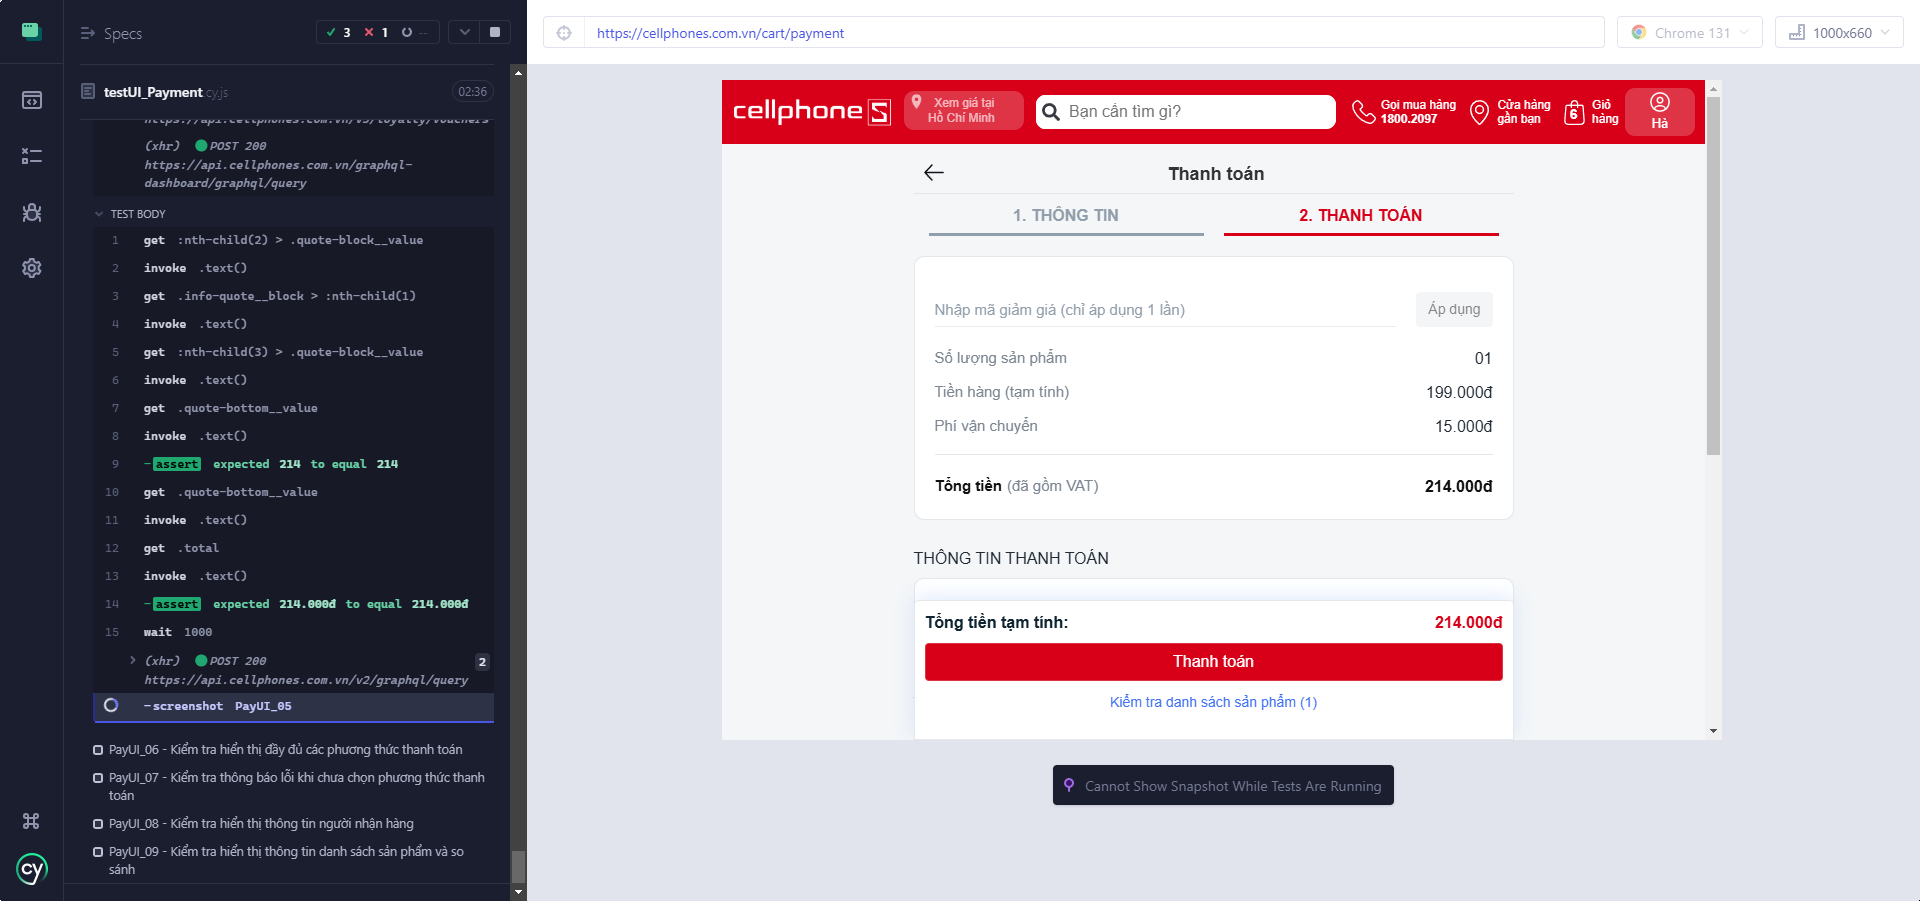 Specs
3
1
--
testUI_Payment.cy.js
02:36
https://api.cellphones.com.vn/v3/loyalty/vouchers
(xhr) POST 200
https://api.cellphones.com.vn/graphql-
dashboard/graphql/query
TEST BODY
1 get :nth-child(2) > .quote-block__value
2 invoke .text()
3 get .info-quote__block > :nth-child(1)
4 invoke .text()
5 get :nth-child(3) > .quote-block__value
6 invoke .text()
7 get .quote-bottom__value
8 invoke .text()
9 -assert expected 214 to equal 214
10 get .quote-bottom__value
11 invoke .text()
12 get .total
13 invoke .text()
14 -assert expected 214.000đ to equal 214.000đ
15 wait 1000
(xhr) POST 200 2
https://api.cellphones.com.vn/v2/graphql/query
-screenshot PayUI_05
PayUI_06 - Kiểm tra hiển thị đầy đủ các phương thức thanh toán
PayUI_07 - Kiểm tra thông báo lỗi khi chưa chọn phương thức thanh
toán
PayUI_08 - Kiểm tra hiển thị thông tin người nhận hàng
PayUI_09 - Kiểm tra hiển thị thông tin danh sách sản phẩm và so
sánh
cy
https://cellphones.com.vn/cart/payment
Chrome 131
1000x660
cellphoneS
Xem giá tại
Hồ Chí Minh
Bạn cần tìm gì?
Gọi mua hàng
1800.2097
Cửa hàng
gần bạn
6
Giỏ
hàng
Hà
Thanh toán
1. THÔNG TIN
2. THANH TOÁN
Nhập mã giảm giá (chỉ áp dụng 1 lần)
Áp dụng
Số lượng sản phẩm 01
Tiền hàng (tạm tính) 199.000đ
Phí vận chuyển 15.000đ
Tổng tiền (đã gồm VAT) 214.000đ
THÔNG TIN THANH TOÁN
Tổng tiền tạm tính: 214.000đ
Thanh toán
Kiểm tra danh sách sản phẩm (1)
Cannot Show Snapshot While Tests Are Running